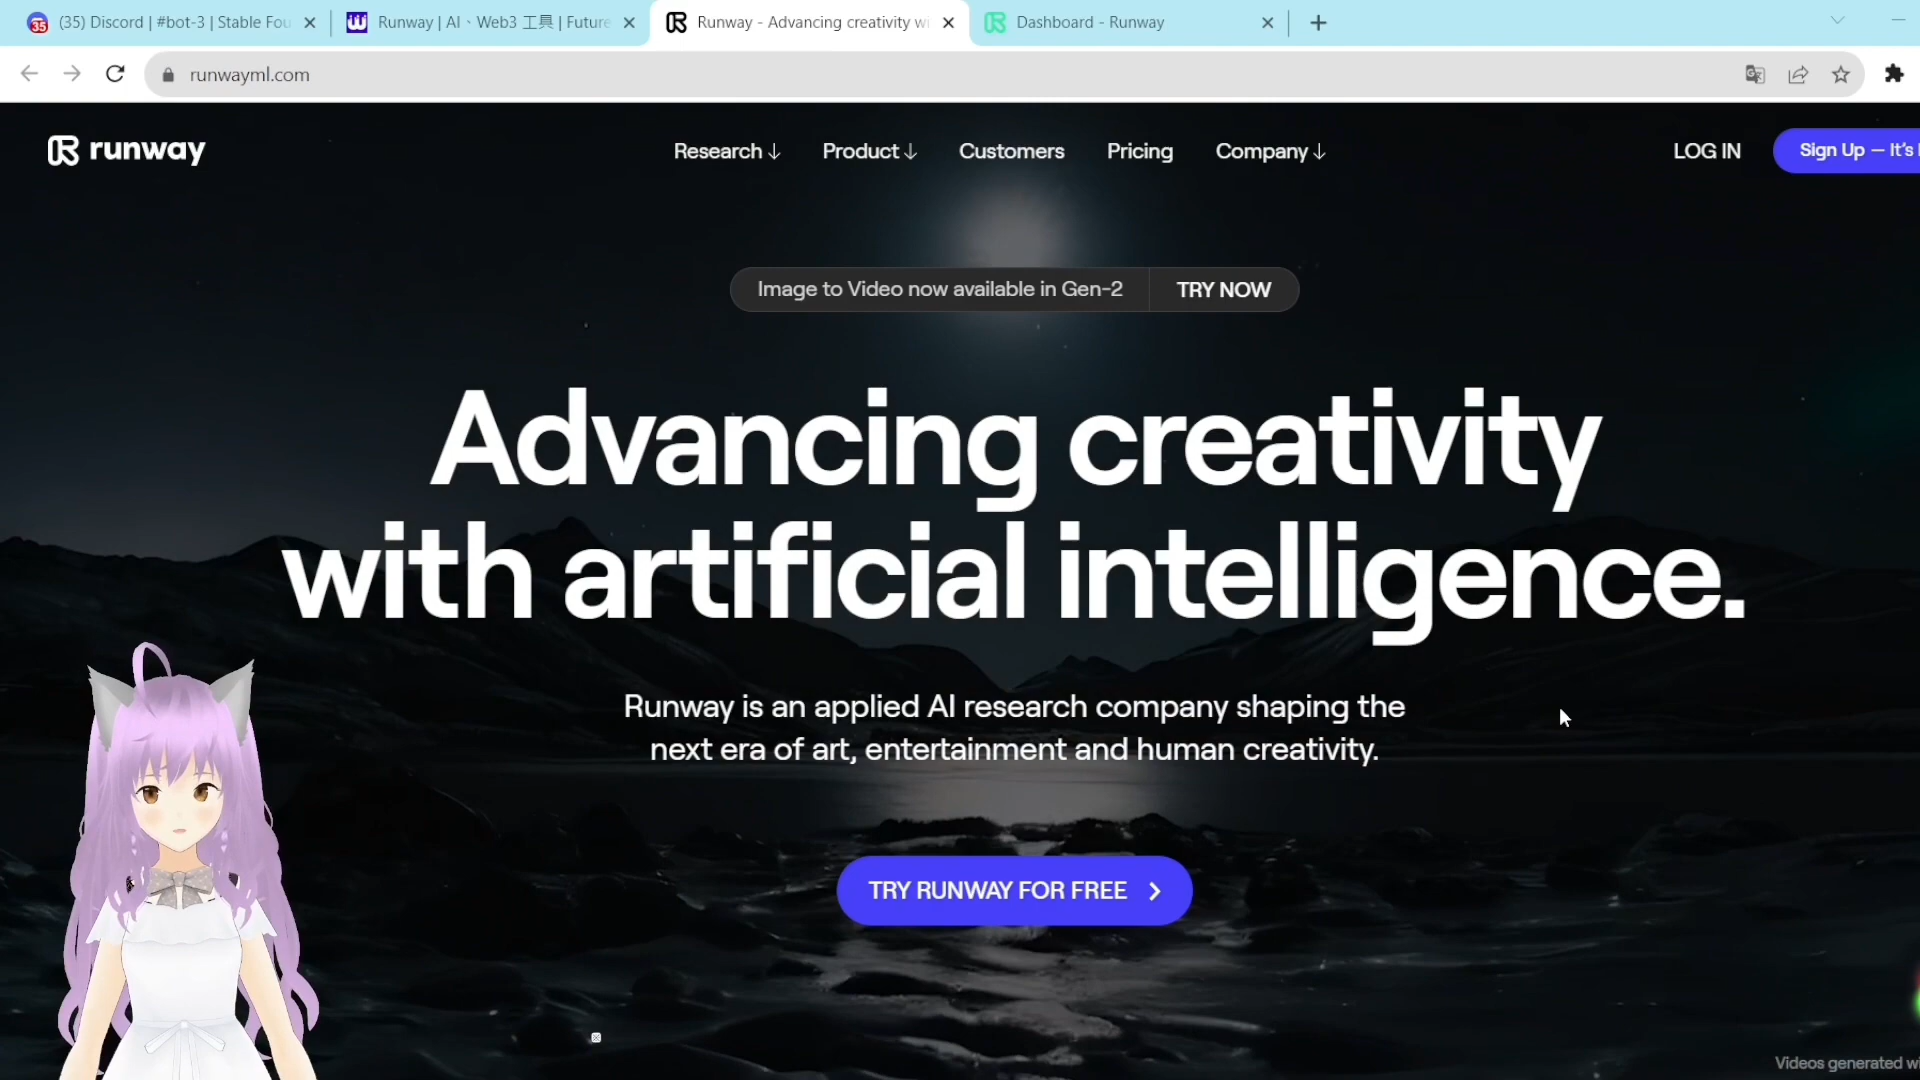 35
(35) Discord | #bot-3 | Stable Fou
Runway | AI、Web3 工具 | Future
Runway - Advancing creativity wi
Dashboard - Runway
runwayml.com
runway
Research ↓
Product ↓
Customers
Pricing
Company ↓
LOG IN
Sign Up — It's
Image to Video now available in Gen-2
TRY NOW
Advancing creativity
with artificial intelligence.
Runway is an applied AI research company shaping the
next era of art, entertainment and human creativity.
TRY RUNWAY FOR FREE
Videos generated wi